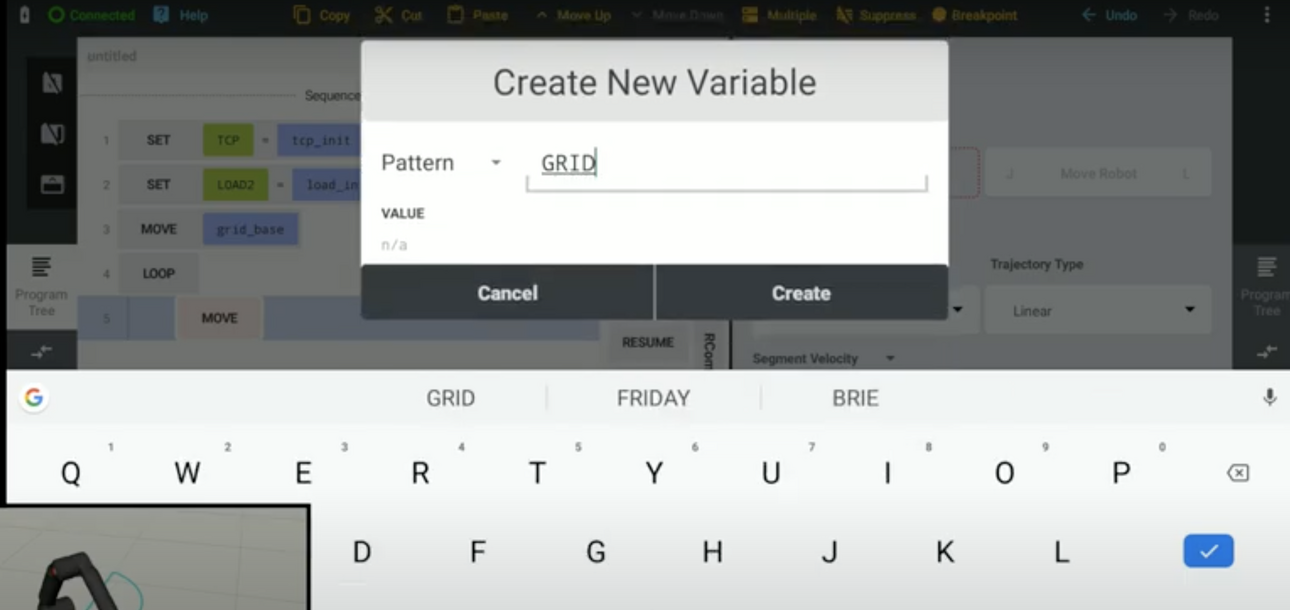 Connected Help Copy Cut Paste Move Up Move Down Multiple Suppress Breakpoint Undo Redo
untitled
Create New Variable
Sequence
Pattern GRID
1 SET TCP = tcp_init
2 SET LOAD2 = load_in
J Move Robot L
VALUE
n/a
3 MOVE grid_base
4 LOOP
Trajectory Type
Program Tree
Cancel Create
Program Tree
5 MOVE
Linear
RESUME
RCom
Segment Velocity
GRID FRIDAY BRIE
1 2 3 4 5 6 7 8 9 0
Q W E R T Y U I O P
D F G H J K L